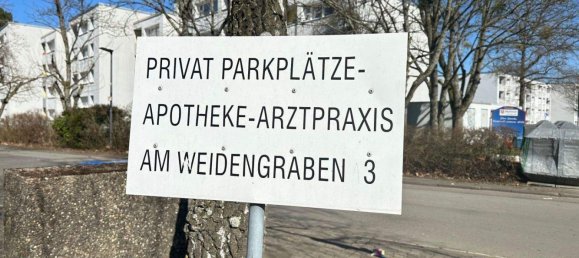 PRIVAT PARKPLÄTZE-
APOTHEKE-ARZTPRAXIS
AM WEIDENGRABEN 3